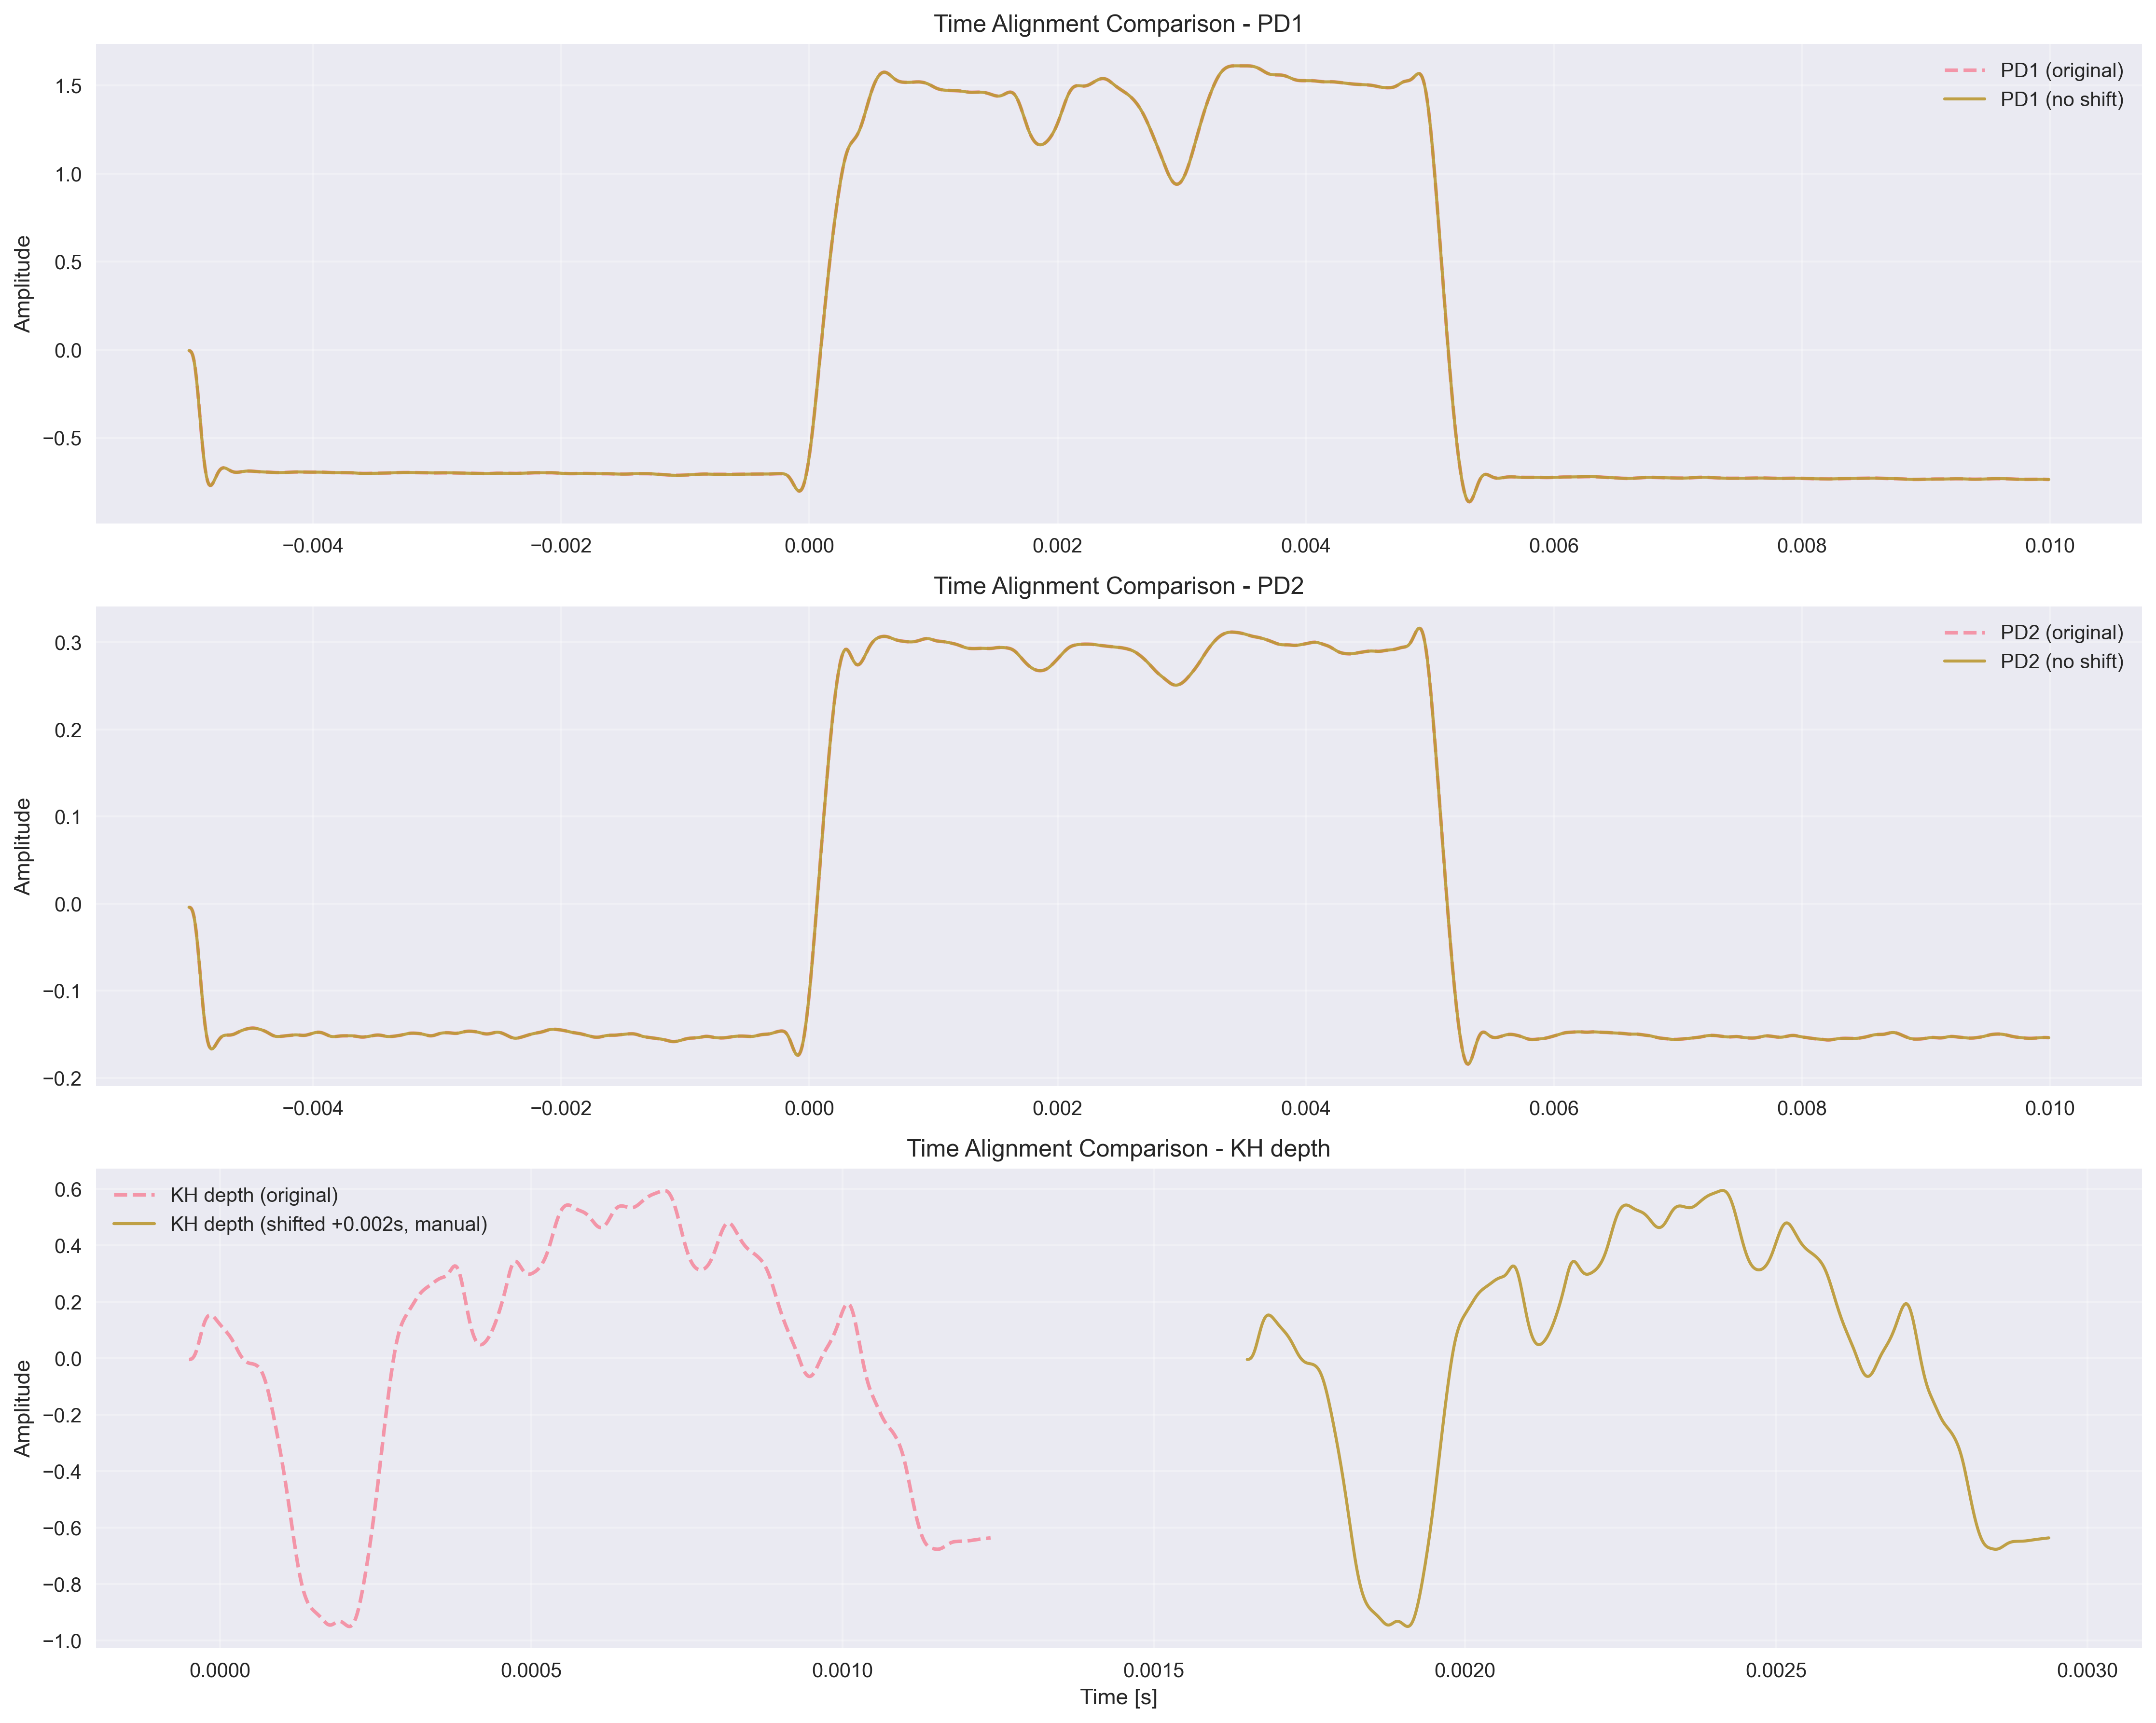 Time Alignment Comparison - PD1
Amplitude
1.5
1.0
0.5
0.0
−0.5
PD1 (original)
PD1 (no shift)
−0.004 −0.002 0.000 0.002 0.004 0.006 0.008 0.010
Time Alignment Comparison - PD2
Amplitude
0.3
0.2
0.1
0.0
−0.1
−0.2
PD2 (original)
PD2 (no shift)
−0.004 −0.002 0.000 0.002 0.004 0.006 0.008 0.010
Time Alignment Comparison - KH depth
Amplitude
0.6
0.4
0.2
0.0
−0.2
−0.4
−0.6
−0.8
−1.0
KH depth (original)
KH depth (shifted +0.002s, manual)
0.0000 0.0005 0.0010 0.0015 0.0020 0.0025 0.0030
Time [s]